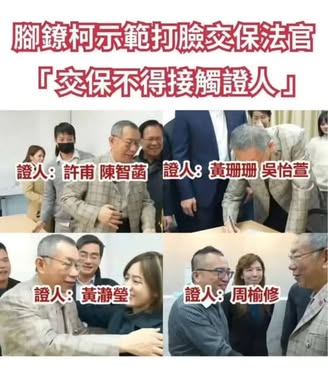 腳鐐柯示範打臉交保法官
「交保不得接觸證人」
證人：許甫 陳智菡
證人：黃珊珊 吳怡萱
證人：黃瀞瑩
證人：周榆修